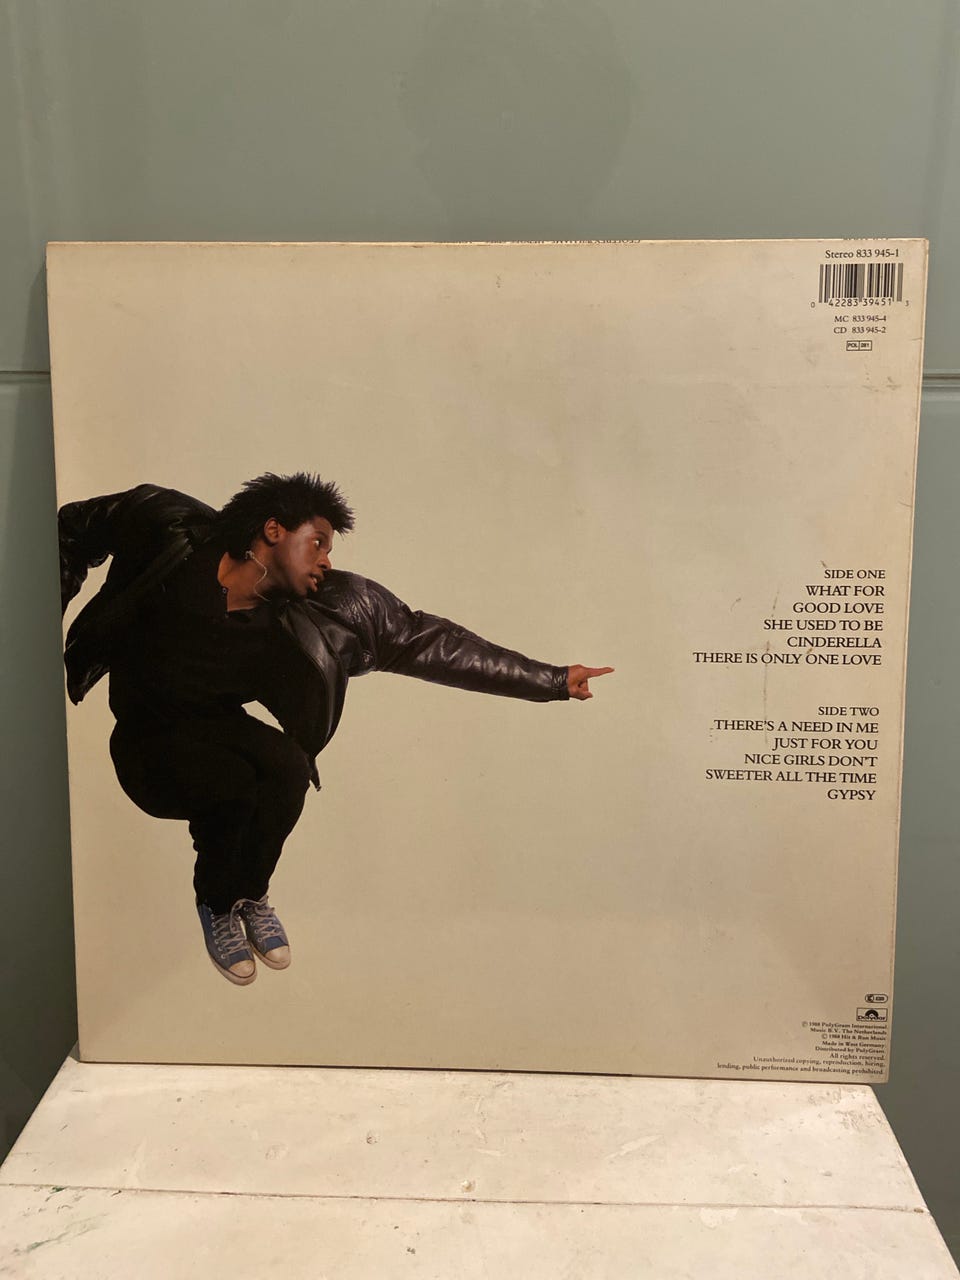 Stereo 833 945-1
0 42283 39451 3
MC 833 945-4
CD 833 945-2
POL 281
SIDE ONE
WHAT FOR
GOOD LOVE
SHE USED TO BE
CINDERELLA
THERE IS ONLY ONE LOVE
SIDE TWO
THERE'S A NEED IN ME
JUST FOR YOU
NICE GIRLS DON'T
SWEETER ALL THE TIME
GYPSY
Polydor
℗ 1988 PolyGram International
Music B.V. The Netherlands
© 1988 Hit & Run Music
Made in West Germany
Distributed by PolyGram.
All rights reserved.
Unauthorized copying, reproduction, hiring,
lending, public performance and broadcasting prohibited.